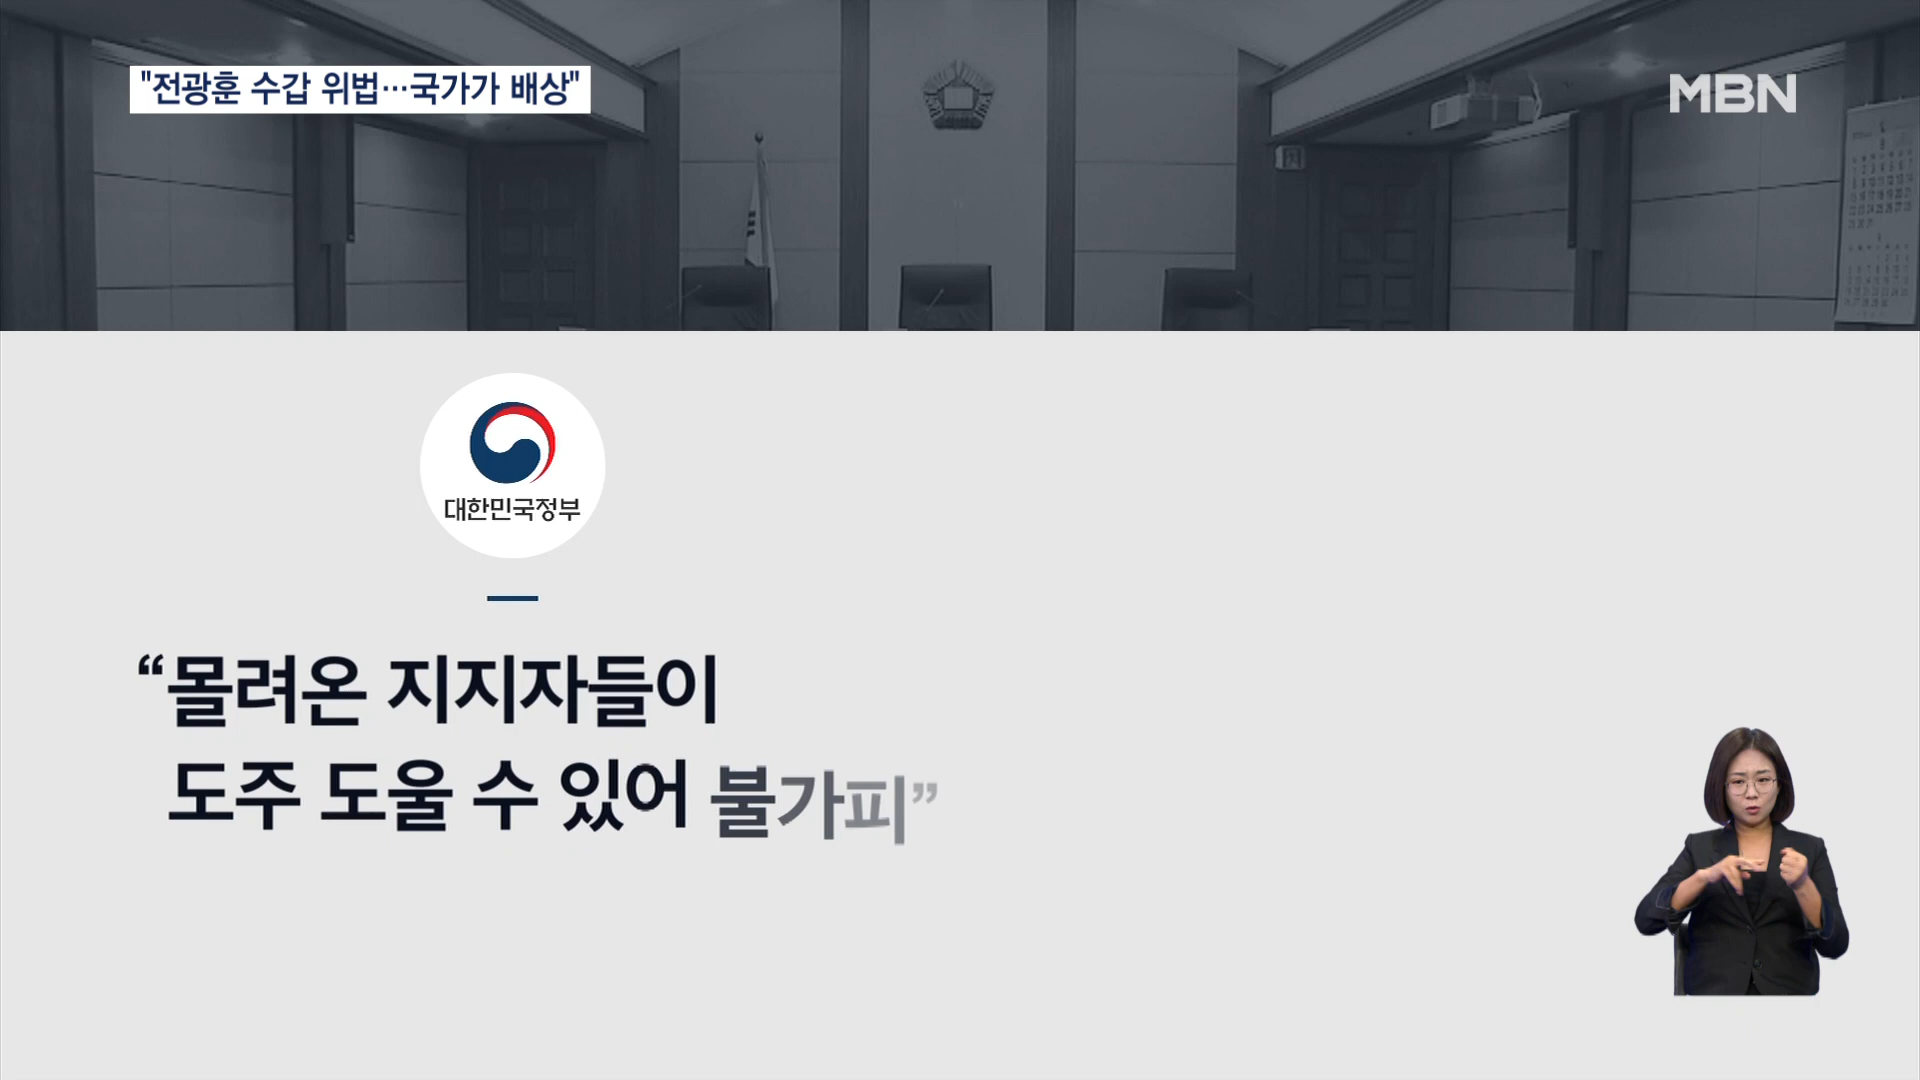 "전광훈 수갑 위법…국가가 배상"
MBN
대한민국정부
“몰려온 지지자들이
도주 도울 수 있어 불가피”